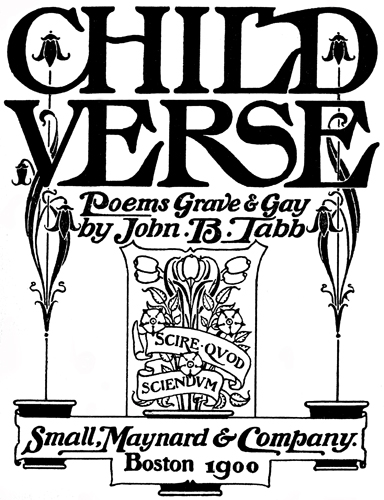 CHILD
VERSE
Poems Grave & Gay
by John·B·Tabb
SCIRE·QVOD
SCIENDVM
Small, Maynard & Company.
Boston 1900